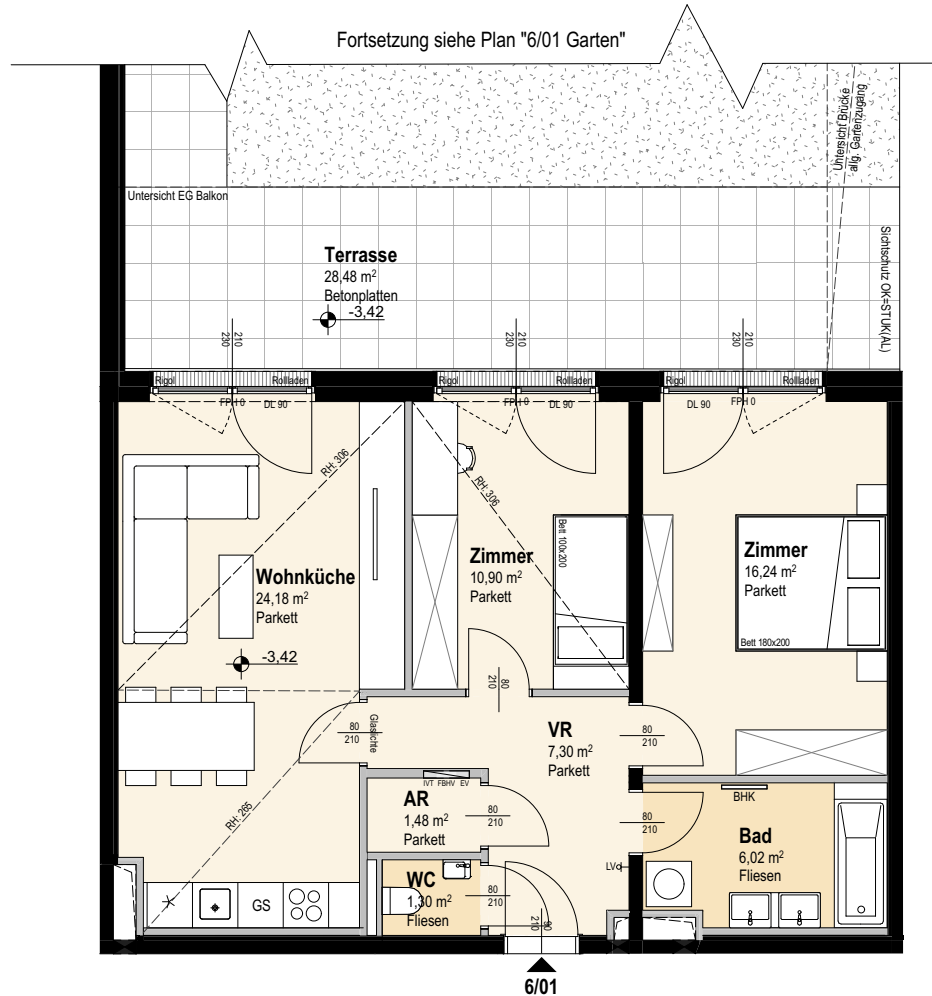 Fortsetzung siehe Plan "6/01 Garten"
Untersicht Brücke
allg. Gartenzugang
Untersicht EG Balkon
Sichtschutz OK=STUK(AL)
Terrasse
28,48 m²
Betonplatten
-3,42
230
210
230
210
230
210
Rigol
Rollladen
Rigol
Rollladen
Rigol
Rollladen
FPH 0
DL 90
FPH 0
DL 90
DL 90
FPH 0
RH: 306
RH: 306
Bett 100x200
Wohnküche
24,18 m²
Parkett
-3,42
Zimmer
10,90 m²
Parkett
Zimmer
16,24 m²
Parkett
Bett 180x200
80
210
Glaslichte
80
210
VR
7,30 m²
Parkett
80
210
IVT FBHV EV
AR
1,48 m²
Parkett
80
210
80
210
BHK
Bad
6,02 m²
Fliesen
RH: 265
LVo
WC
1,30 m²
Fliesen
80
210
80
210
GS
6/01